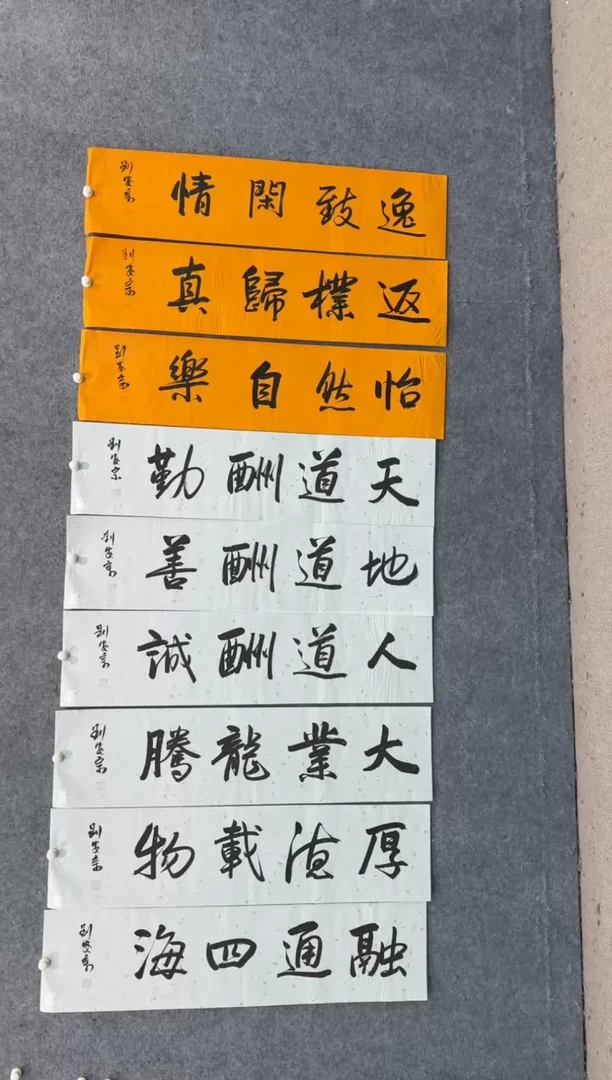 逸致閑情
返樸歸真
怡然自樂
天道酬勤
地道酬善
人道酬誠
大業龍騰
厚德載物
融通四海